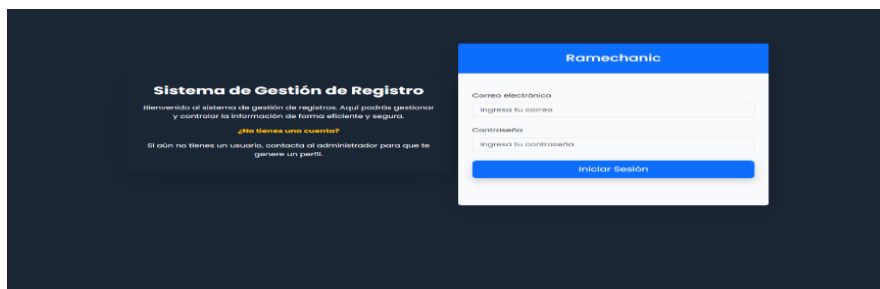 Sistema de Gestión de Registro
Bienvenido al sistema de gestión de registros. Aquí podrás gestionar
y controlar la información de forma eficiente y segura.
¿No tienes una cuenta?
Si aún no tienes un usuario, contacta al administrador para que te
genere un perfil.
Ramechanic
Correo electrónico
Ingresa tu correo
Contraseña
Ingresa tu contraseña
Iniciar Sesión